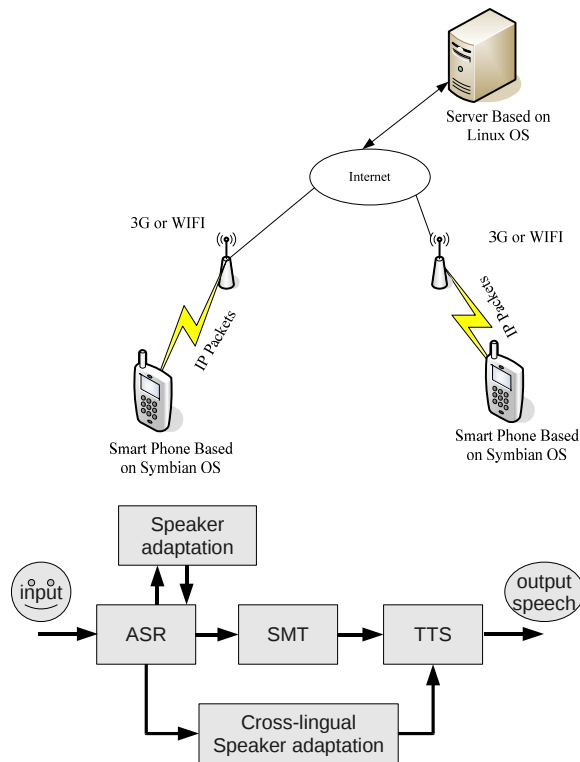 Server Based on
Linux OS
Internet
3G or WIFI
3G or WIFI
IP Packets
IP Packets
Smart Phone Based
on Symbian OS
Smart Phone Based
on Symbian OS
Speaker
adaptation
input
output
speech
ASR
SMT
TTS
Cross-lingual
Speaker adaptation